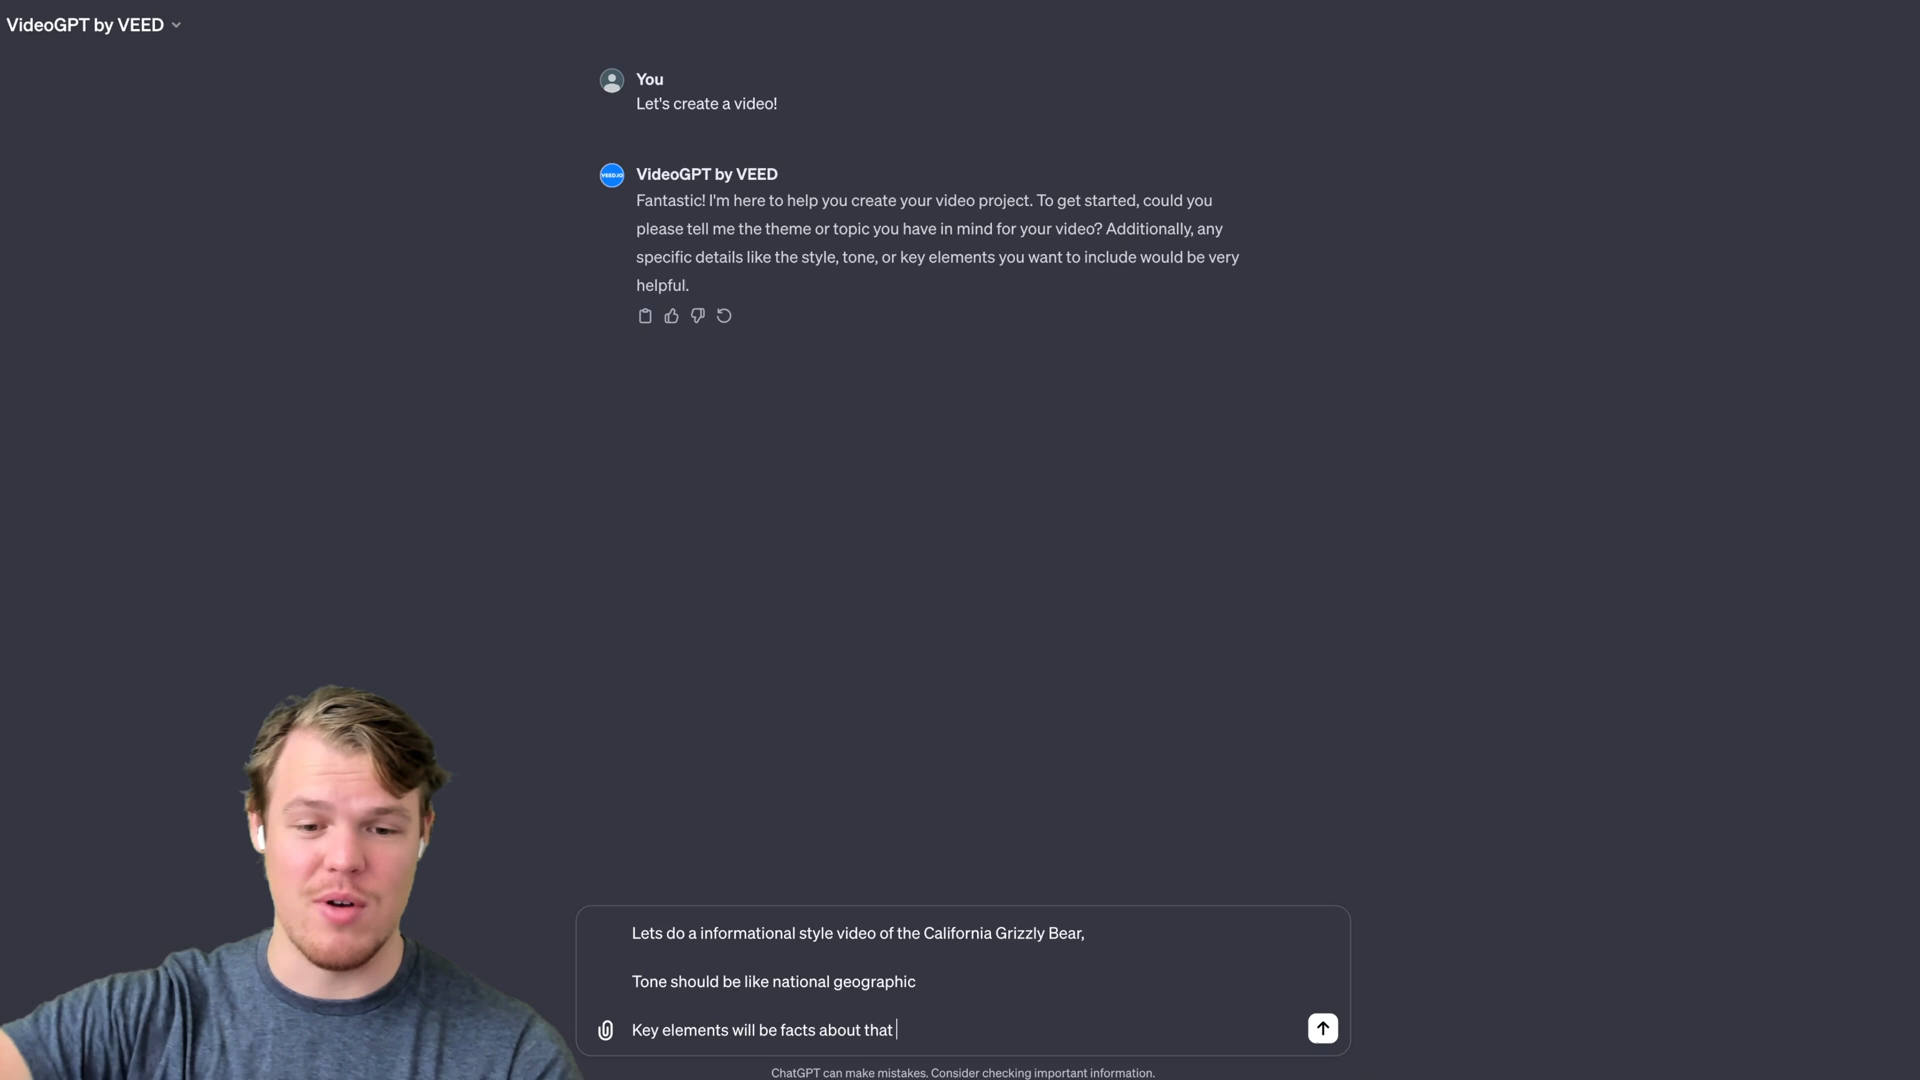 VideoGPT by VEED
You
Let's create a video!
VEED.IO
VideoGPT by VEED
Fantastic! I'm here to help you create your video project. To get started, could you
please tell me the theme or topic you have in mind for your video? Additionally, any
specific details like the style, tone, or key elements you want to include would be very
helpful.
Lets do a informational style video of the California Grizzly Bear,
Tone should be like national geographic
Key elements will be facts about that
ChatGPT can make mistakes. Consider checking important information.